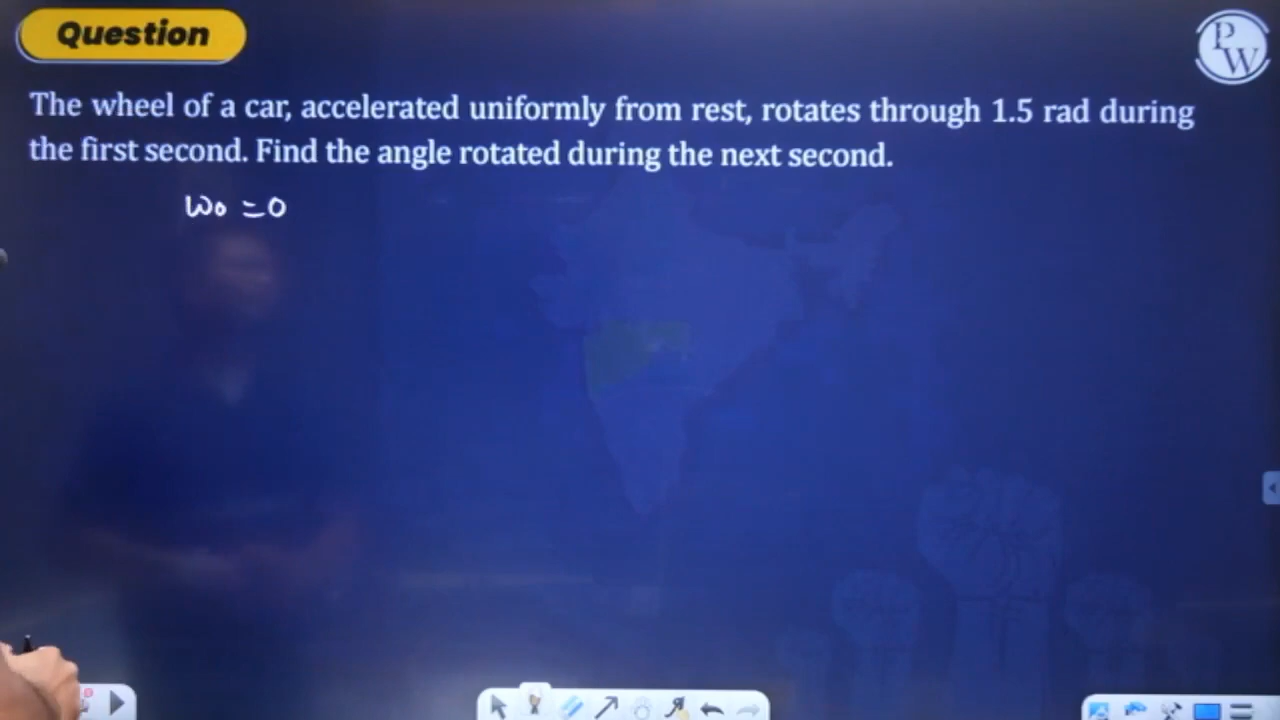 Question
PW
The wheel of a car, accelerated uniformly from rest, rotates through 1.5 rad during
the first second. Find the angle rotated during the next second.
ω₀ = 0